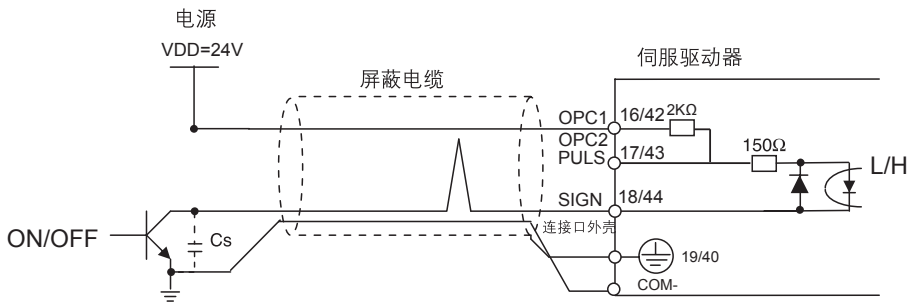 电源
VDD=24V
屏蔽电缆
伺服驱动器
OPC1 16/42 2KΩ
OPC2
PULS 17/43 150Ω
L/H
SIGN 18/44
连接口外壳
ON/OFF
Cs
19/40
COM-